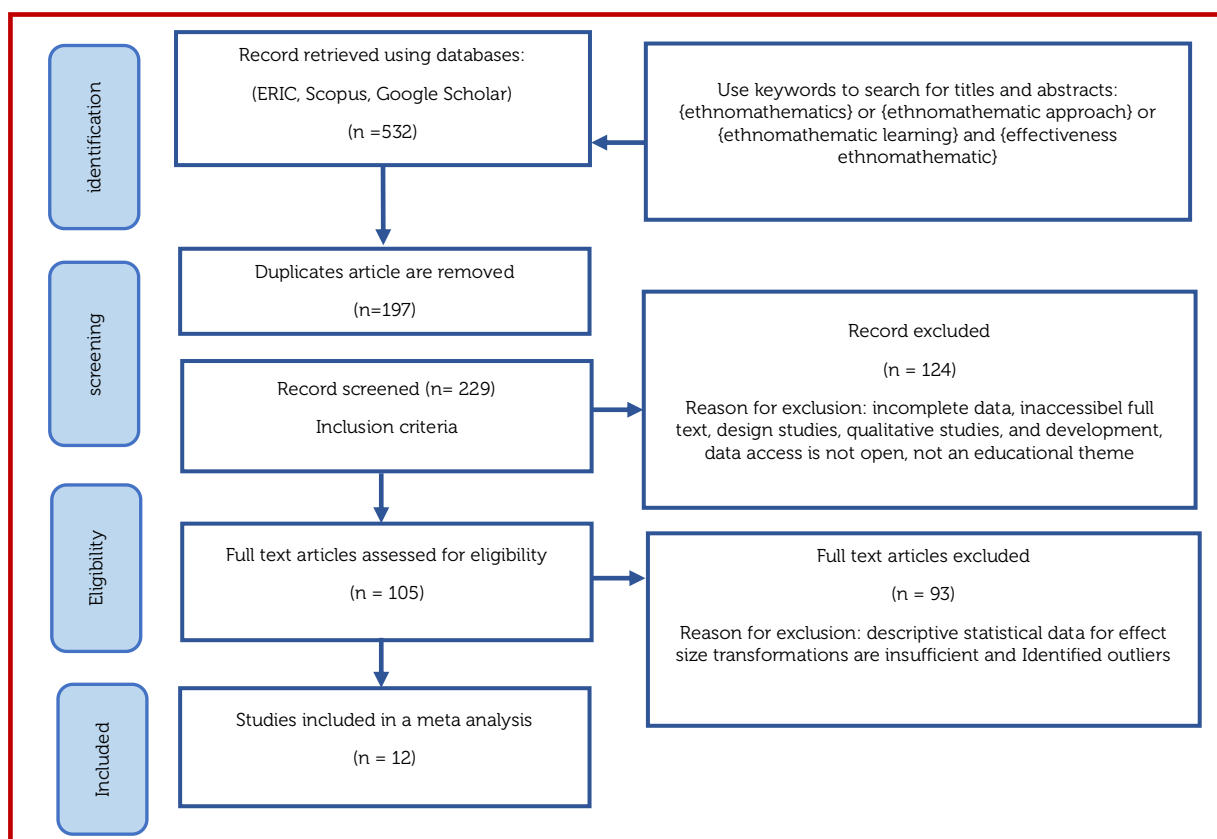 identification
Record retrieved using databases:
(ERIC, Scopus, Google Scholar)
(n =532)
Use keywords to search for titles and abstracts:
{ethnomathematics} or {ethnomathematic approach} or
{ethnomathematic learning} and {effectiveness
ethnomathematic}
screening
Duplicates article are removed
(n=197)
Record screened (n= 229)
Inclusion criteria
Record excluded
(n = 124)
Reason for exclusion: incomplete data, inaccessibel full
text, design studies, qualitative studies, and development,
data access is not open, not an educational theme
Eligibility
Full text articles assessed for eligibility
(n = 105)
Full text articles excluded
(n = 93)
Reason for exclusion: descriptive statistical data for effect
size transformations are insufficient and Identified outliers
Included
Studies included in a meta analysis
(n = 12)